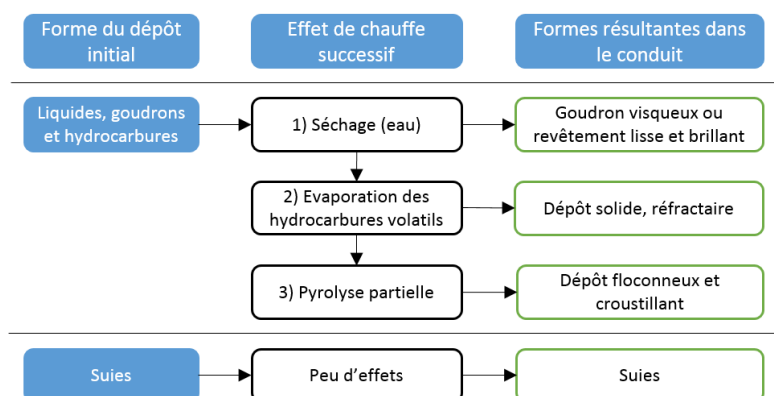 Forme du dépôt
initial
Effet de chauffe
successif
Formes résultantes dans
le conduit
Liquides, goudrons
et hydrocarbures
1) Séchage (eau)
Goudron visqueux ou
revêtement lisse et brillant
2) Evaporation des
hydrocarbures volatils
Dépôt solide, réfractaire
3) Pyrolyse partielle
Dépôt floconneux et
croustillant
Suies
Peu d'effets
Suies